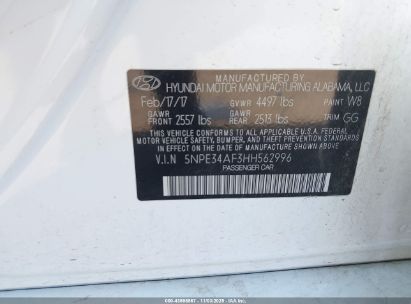 MANUFACTURED BY
HYUNDAI MOTOR MANUFACTURING ALABAMA, LLC
Feb/17/17 GVWR 4497 lbs PAINT W8
GAWR FRONT 2557 lbs GAWR REAR 2513 lbs TRIM GG
THIS VEHICLE CONFORMS TO ALL APPLICABLE U.S. FEDERAL
MOTOR VEHICLE SAFETY, BUMPER, AND THEFT PREVENTION
STANDARDS IN EFFECT ON THE DATE OF MANUFACTURE SHOWN ABOVE.
V.I.N 5NPE34AF3HH562996
PASSENGER CAR